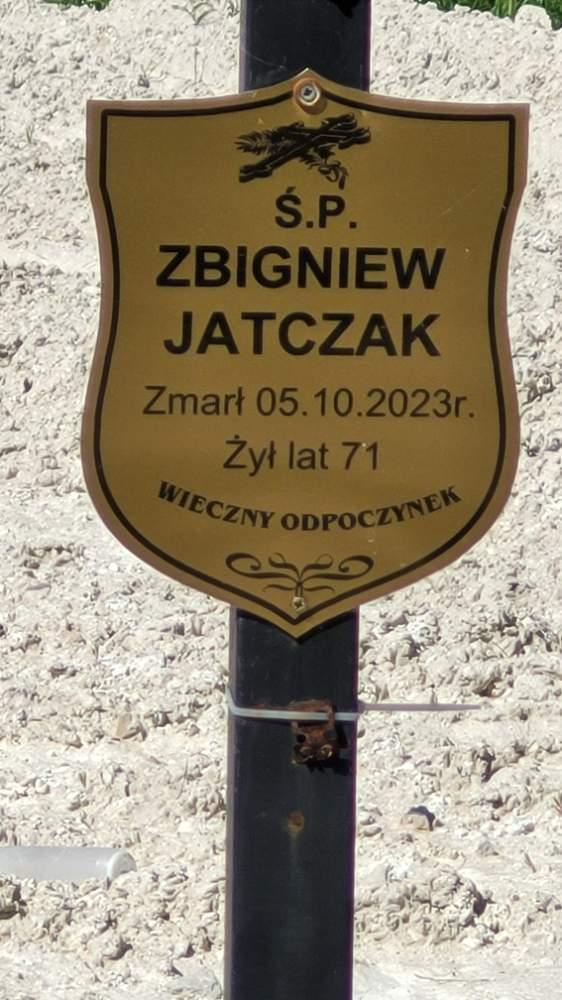 Ś.P.
ZBIGNIEW
JATCZAK
Zmarł 05.10.2023r.
Żył lat 71
WIECZNY ODPOCZYNEK